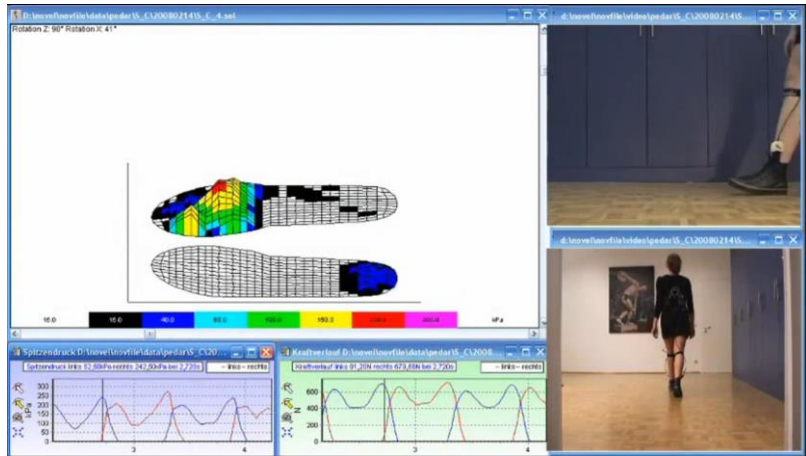 D:\novel\novfile\data\pedar\S_C\20080214\S_C_4.sol
Rotation Z: 90° Rotation X: 41°
15.0 15.0 40.0 60.0 100.0 150.0 220.0 300.0 kPa
d:\novel\novfile\video\pedar\S_C\20080214\S...
d:\novel\novfile\video\pedar\S_C\20080214\S...
Spitzendruck D:\novel\novfile\data\pedar\S_C\20...
Spitzendruck links 52,50kPa rechts 242,50kPa bei 2,720s
– links – rechts
kPa
300
250
200
150
100
50
0
3 4
Kraftverlauf D:\novel\novfile\data\pedar\S_C\2008...
Kraftverlauf links 81,20N rechts 679,88N bei 2,720s
– links – rechts
N
600
400
200
0
3 4